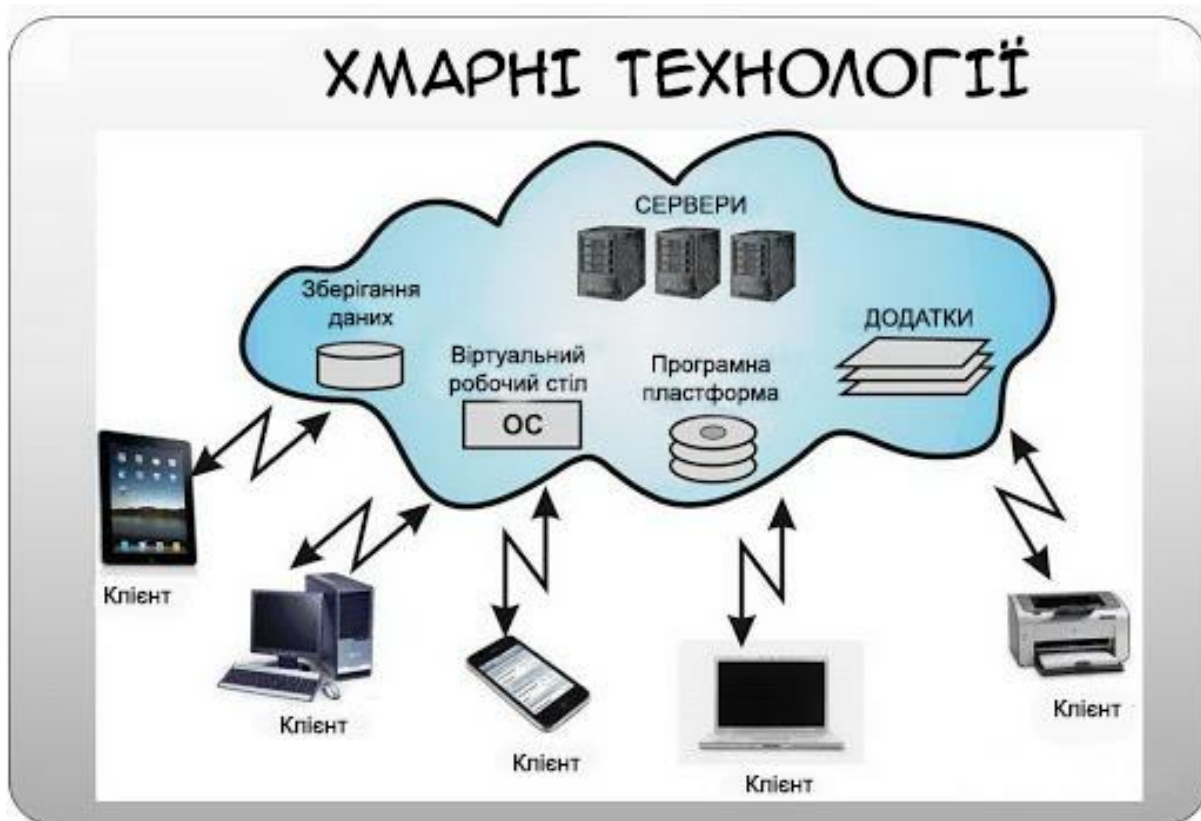 ХМАРНІ ТЕХНОЛОГІЇ
СЕРВЕРИ
Зберігання
даних
ДОДАТКИ
Віртуальний
робочий стіл
ОС
Програмна
пластформа
Клієнт
Клієнт
Клієнт
Клієнт
Клієнт